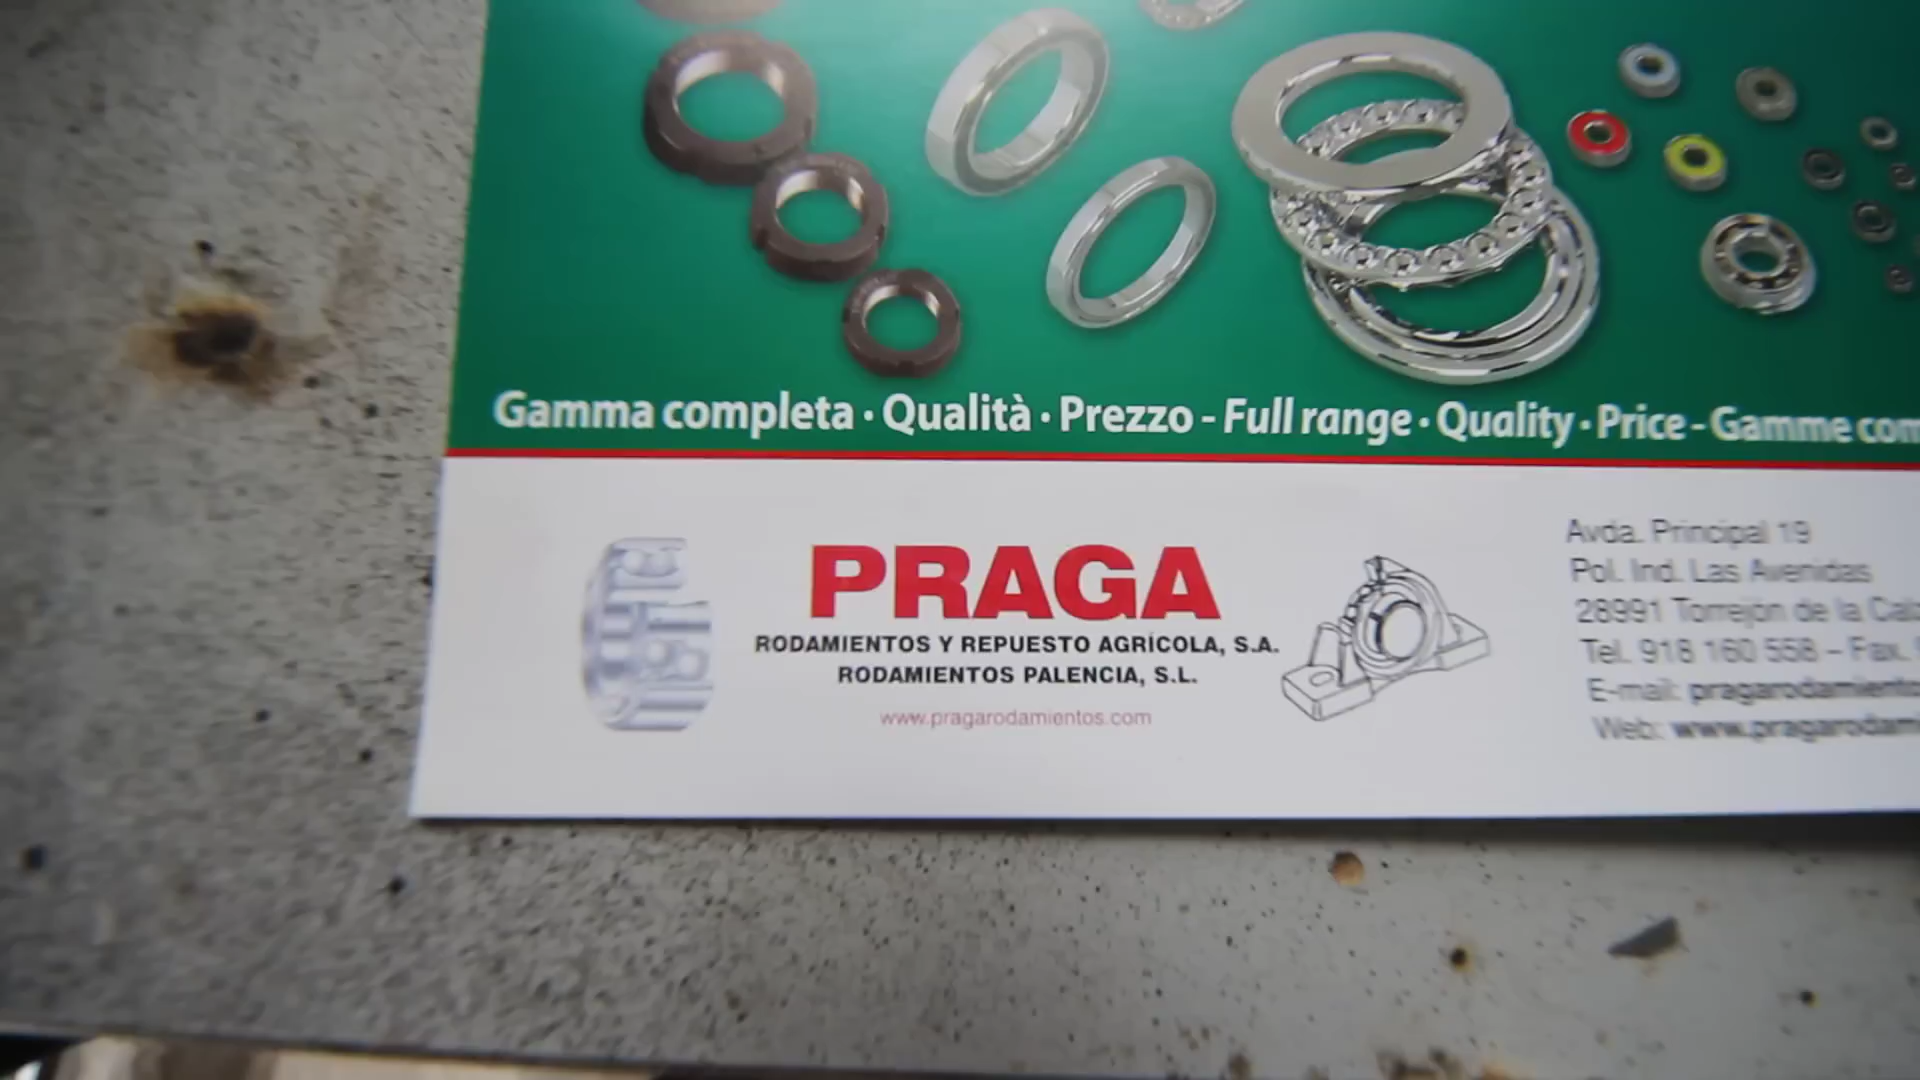 Gamma completa · Qualità · Prezzo - Full range · Quality · Price - Gamme
PRAGA
RODAMIENTOS Y REPUESTO AGRÍCOLA, S.A.
RODAMIENTOS PALENCIA, S.L.
www.pragarodamientos.com
Avda. Principal 19
Pol. Ind. Las Avenidas
28991 Torrejón de la
Tel. 918 160 558 - Fax.
E-mail:
Web: